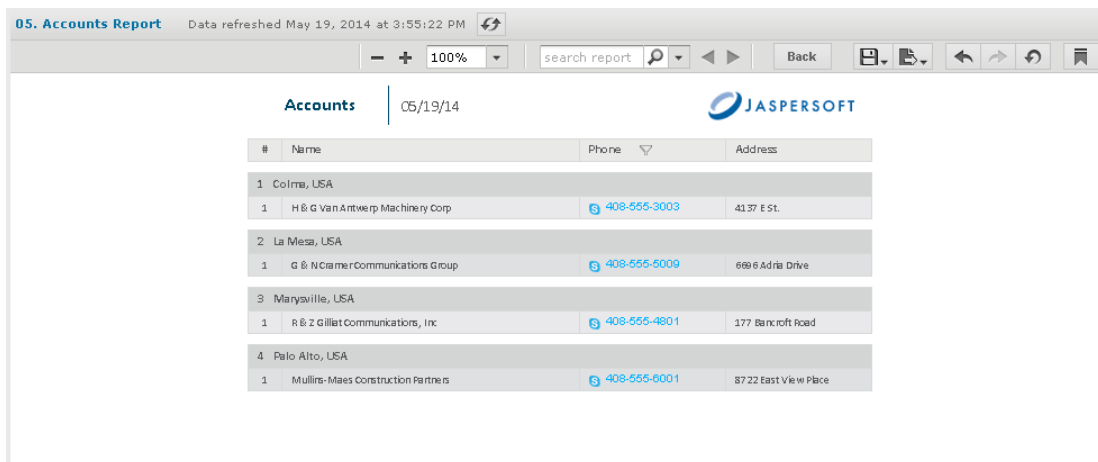 05. Accounts Report Data refreshed May 19, 2014 at 3:55:22 PM
100% search report Back
Accounts 05/19/14 JASPERSOFT
# Name Phone Address
1 Colma, USA
1 H & G Van Antwerp Machinery Corp 408-555-3003 4137 E St.
2 La Mesa, USA
1 G & N Cramer Communications Group 408-555-5009 6696 Adria Drive
3 Marysville, USA
1 R & Z Gilliat Communications, Inc 408-555-4801 177 Bancroft Road
4 Palo Alto, USA
1 Mullins-Maes Construction Partners 408-555-6001 8722 East View Place